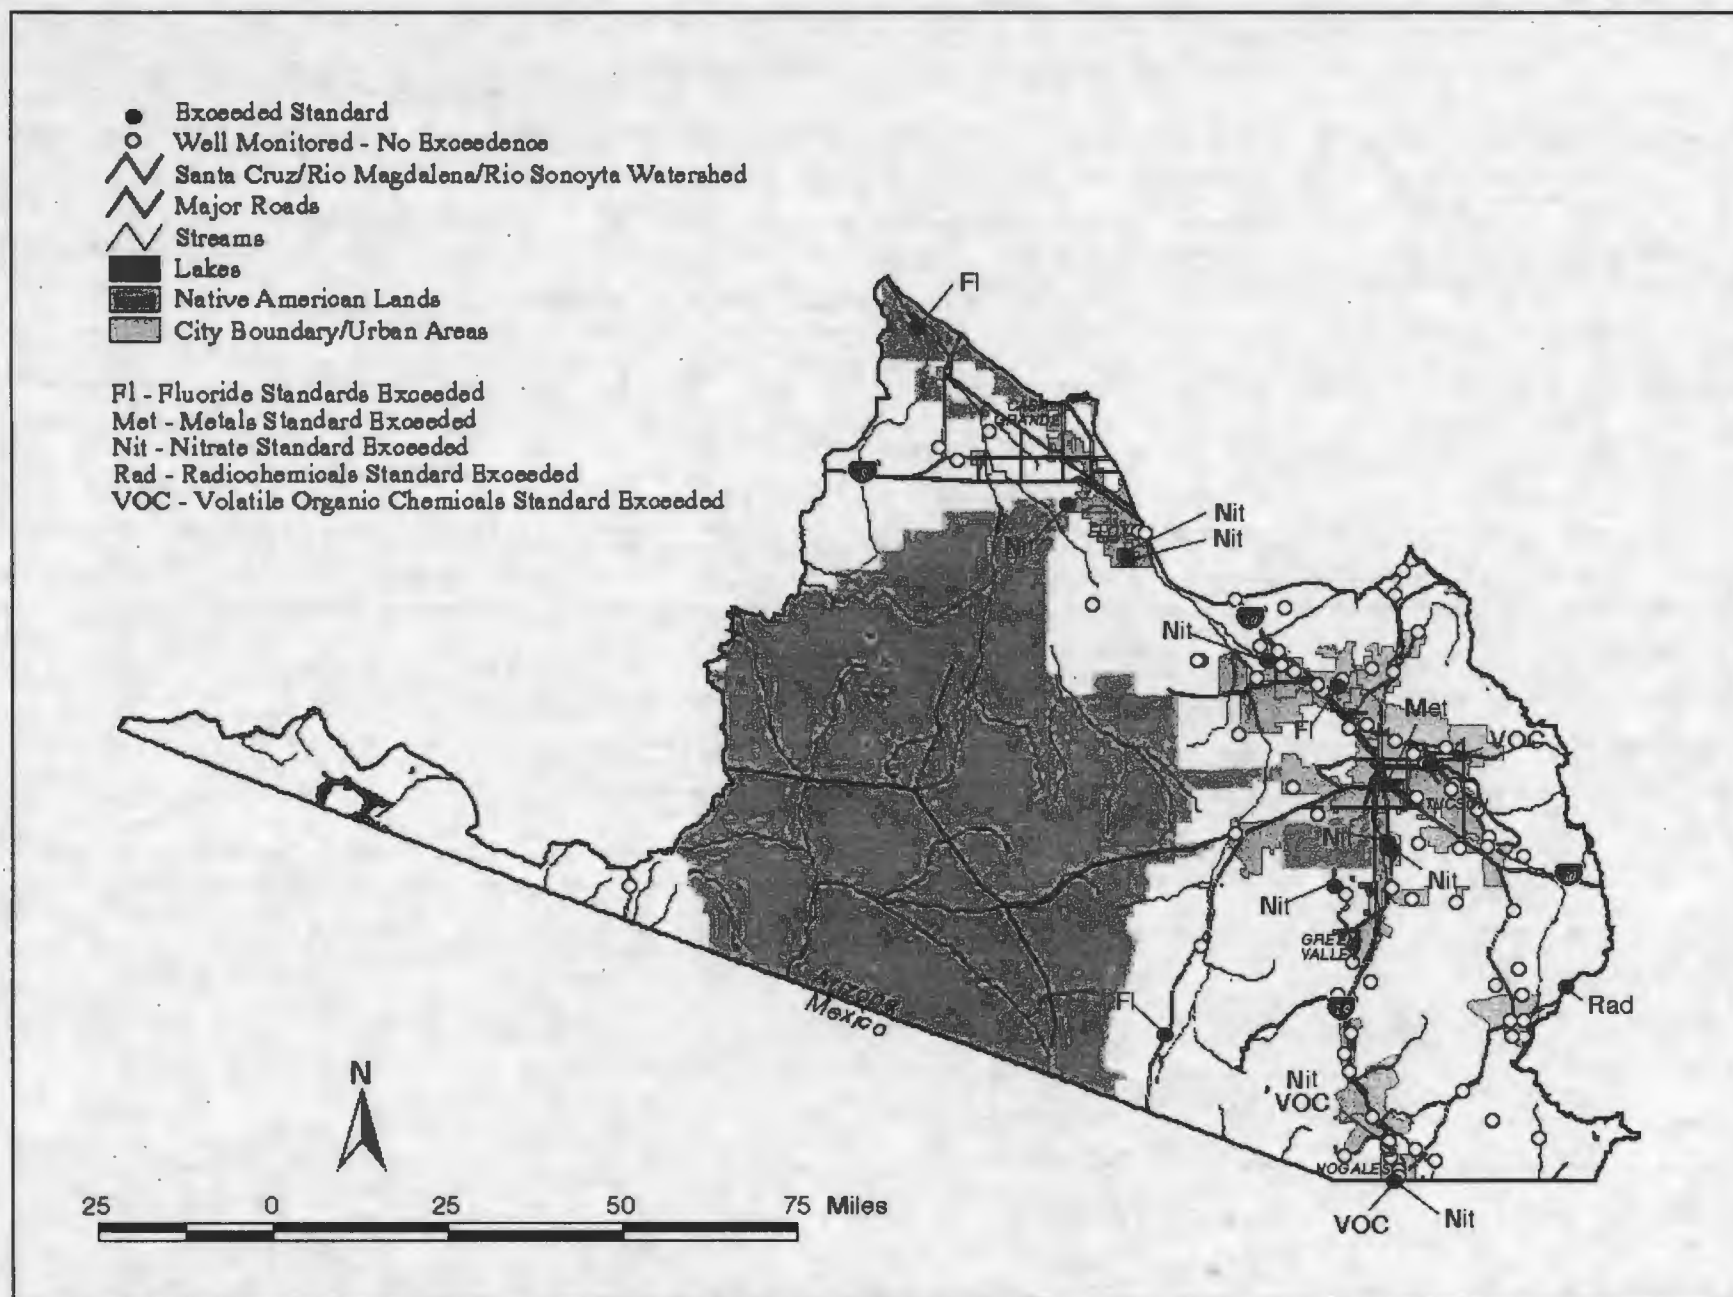 Exceeded Standard
Well Monitored - No Exceedence
Santa Cruz/Rio Magdalena/Rio Sonoyta Watershed
Major Roads
Streams
Lakes
Native American Lands
City Boundary/Urban Areas
Fl - Fluoride Standards Exceeded
Met - Metals Standard Exceeded
Nit - Nitrate Standard Exceeded
Rad - Radiochemicals Standard Exceeded
VOC - Volatile Organic Chemicals Standard Exceeded
Fl
GRANDE
Nit
Nit
Nit
Nit
Met
Fl
VOC
TUCSON
Nit
Nit
Nit
GREEN
VALLEY
Fl
Rad
Arizona
Mexico
Nit
VOC
NOGALES
VOC
Nit
N
25 0 25 50 75 Miles